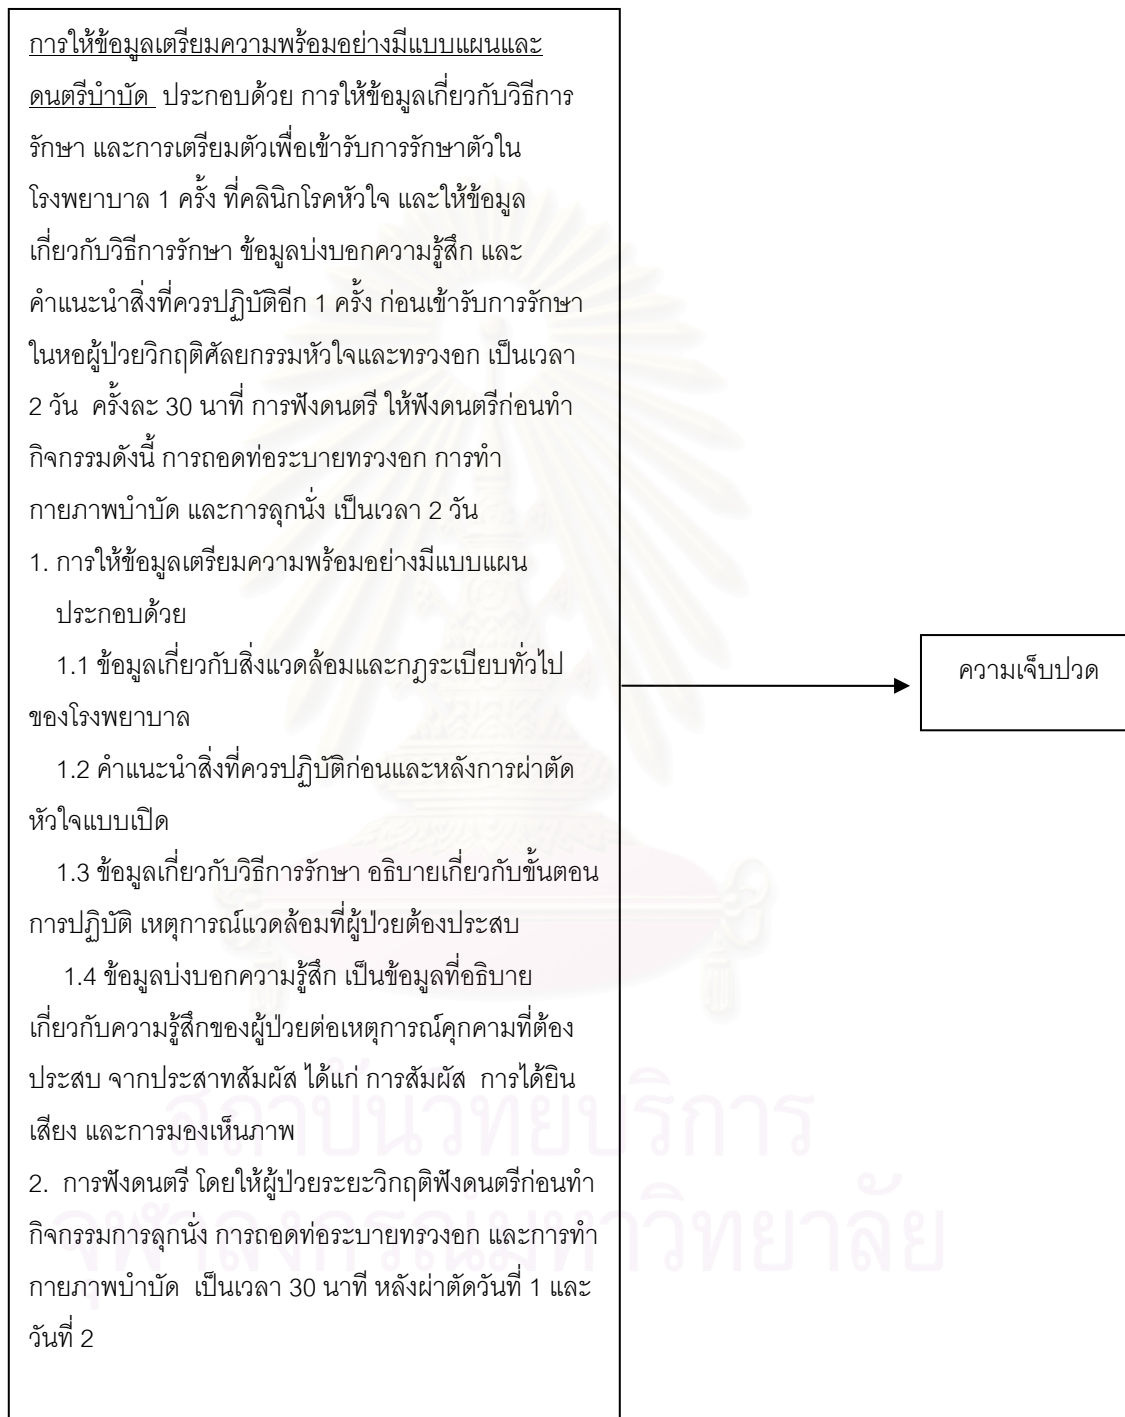 การให้ข้อมูลเตรียมความพร้อมอย่างมีแบบแผนและ
ดนตรีบำบัด ประกอบด้วย การให้ข้อมูลเกี่ยวกับวิธีการ
รักษา และการเตรียมตัวเพื่อเข้ารับการรักษาตัวใน
โรงพยาบาล 1 ครั้ง ที่คลินิกโรคหัวใจ และให้ข้อมูล
เกี่ยวกับวิธีการรักษา ข้อมูลบ่งบอกความรู้สึก และ
คำแนะนำสิ่งที่ควรปฏิบัติอีก 1 ครั้ง ก่อนเข้ารับการรักษา
ในหอผู้ป่วยวิกฤติศัลยกรรมหัวใจและทรวงอก เป็นเวลา
2 วัน ครั้งละ 30 นาที การฟังดนตรี ให้ฟังดนตรีก่อนทำ
กิจกรรมดังนี้ การถอดท่อระบายทรวงอก การทำ
กายภาพบำบัด และการลุกนั่ง เป็นเวลา 2 วัน
1. การให้ข้อมูลเตรียมความพร้อมอย่างมีแบบแผน
ประกอบด้วย
1.1 ข้อมูลเกี่ยวกับสิ่งแวดล้อมและกฎระเบียบทั่วไป
ของโรงพยาบาล
1.2 คำแนะนำสิ่งที่ควรปฏิบัติก่อนและหลังการผ่าตัด
หัวใจแบบเปิด
1.3 ข้อมูลเกี่ยวกับวิธีการรักษา อธิบายเกี่ยวกับขั้นตอน
การปฏิบัติ เหตุการณ์แวดล้อมที่ผู้ป่วยต้องประสบ
1.4 ข้อมูลบ่งบอกความรู้สึก เป็นข้อมูลที่อธิบาย
เกี่ยวกับความรู้สึกของผู้ป่วยต่อเหตุการณ์คุกคามที่ต้อง
ประสบ จากประสาทสัมผัส ได้แก่ การสัมผัส การได้ยิน
เสียง และการมองเห็นภาพ
2. การฟังดนตรี โดยให้ผู้ป่วยระยะวิกฤติฟังดนตรีก่อนทำ
กิจกรรมการลุกนั่ง การถอดท่อระบายทรวงอก และการทำ
กายภาพบำบัด เป็นเวลา 30 นาที หลังผ่าตัดวันที่ 1 และ
วันที่ 2
ความเจ็บปวด
สถาบันวิทยบริการ
จุฬาลงกรณ์มหาวิทยาลัย